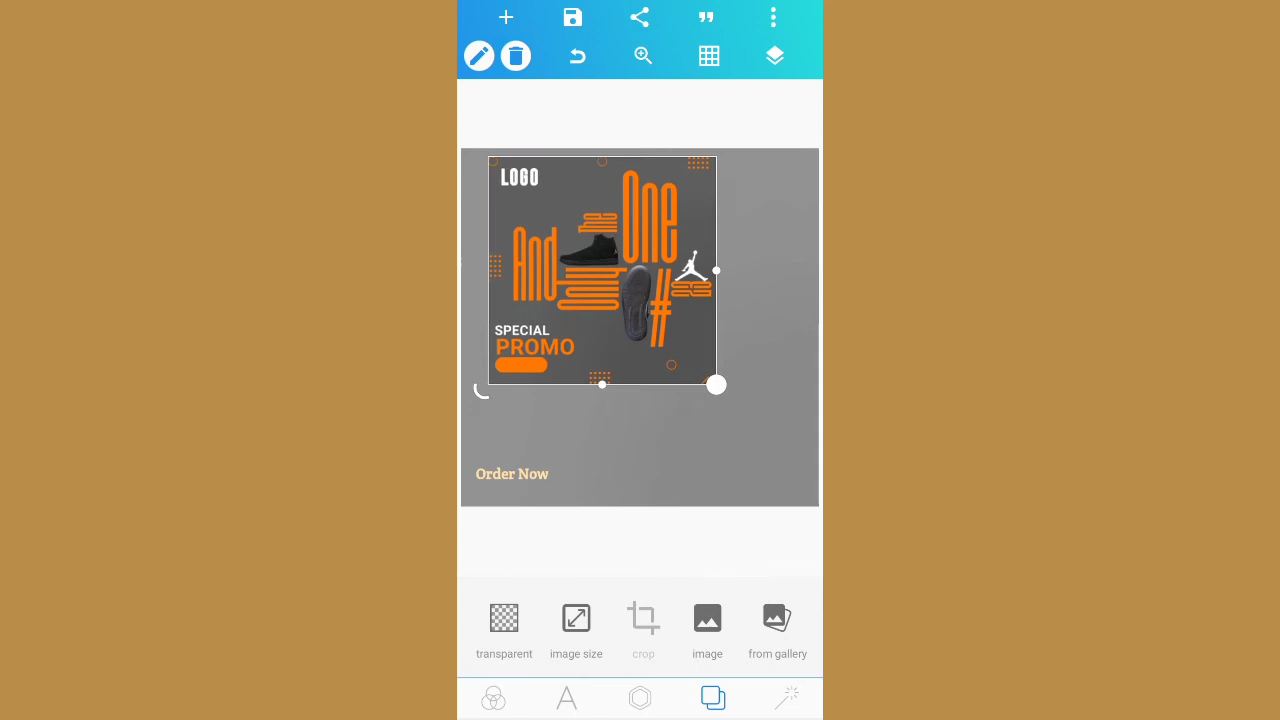 LOGO
One
And
#
SPECIAL
PROMO
Order Now
transparent
image size
crop
image
from gallery